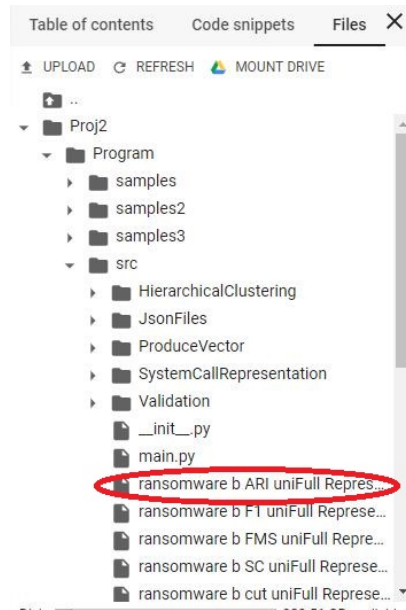 Table of contents Code snippets Files X
UPLOAD REFRESH MOUNT DRIVE
..
Proj2
Program
samples
samples2
samples3
src
HierarchicalClustering
JsonFiles
ProduceVector
SystemCallRepresentation
Validation
__init__.py
main.py
ransomware b ARI uniFull Repres...
ransomware b F1 uniFull Represe...
ransomware b FMS uniFull Repre...
ransomware b SC uniFull Represe...
ransomware b cut uniFull Represe...